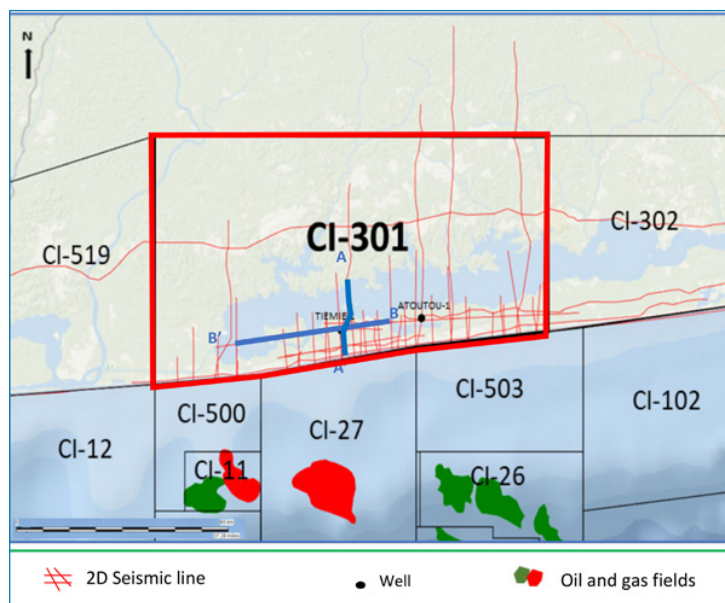 N
CI-301
CI-302
CI-519
A
TIEMIE-1
ATOUTOU-1
B
B'
A
CI-500
CI-503
CI-27
CI-102
CI-12
CI-11
CI-26
2D Seismic line
Well
Oil and gas fields